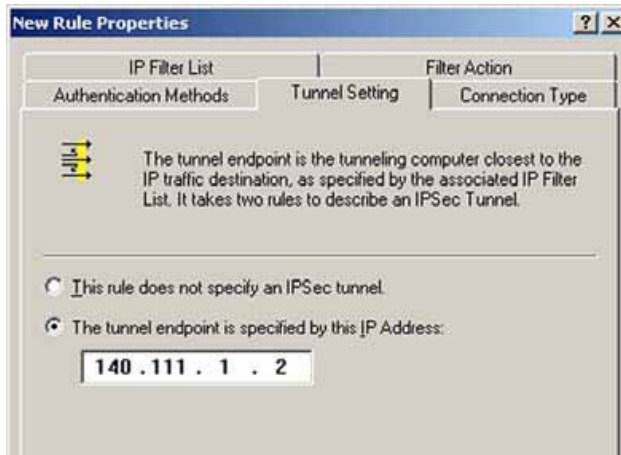 New Rule Properties
IP Filter List
Filter Action
Authentication Methods
Tunnel Setting
Connection Type
The tunnel endpoint is the tunneling computer closest to the
IP traffic destination, as specified by the associated IP Filter
List. It takes two rules to describe an IPSec Tunnel.
This rule does not specify an IPSec tunnel.
The tunnel endpoint is specified by this IP Address:
140 . 111 . 1 . 2